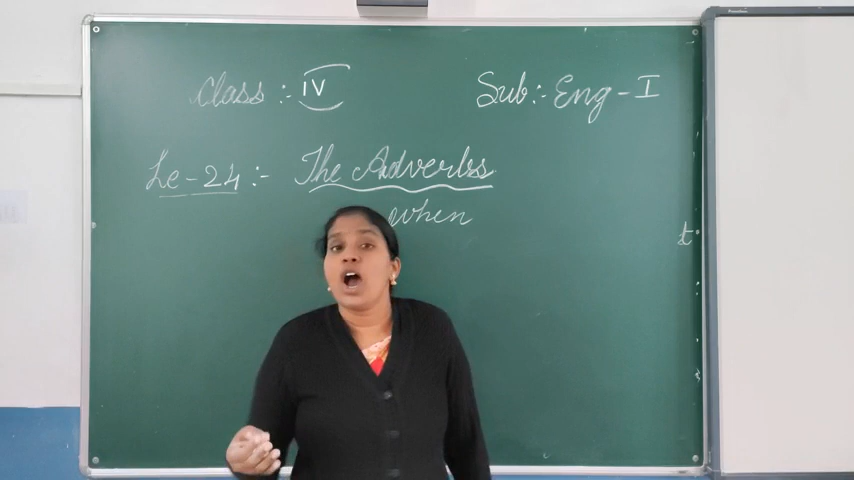 Class :- IV Sub:- Eng - I
Le - 24 :- The Adverbs
when
t